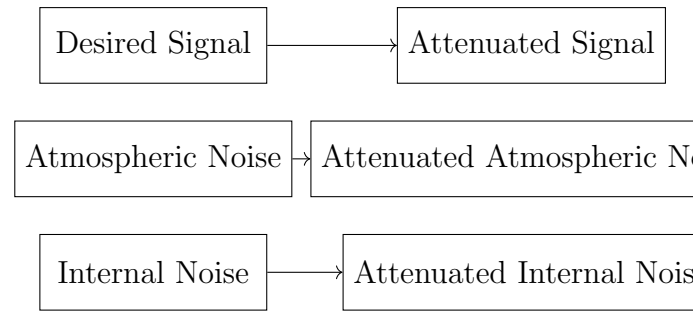 Desired Signal
Attenuated Signal
Atmospheric Noise
Attenuated Atmospheric
Internal Noise
Attenuated Internal